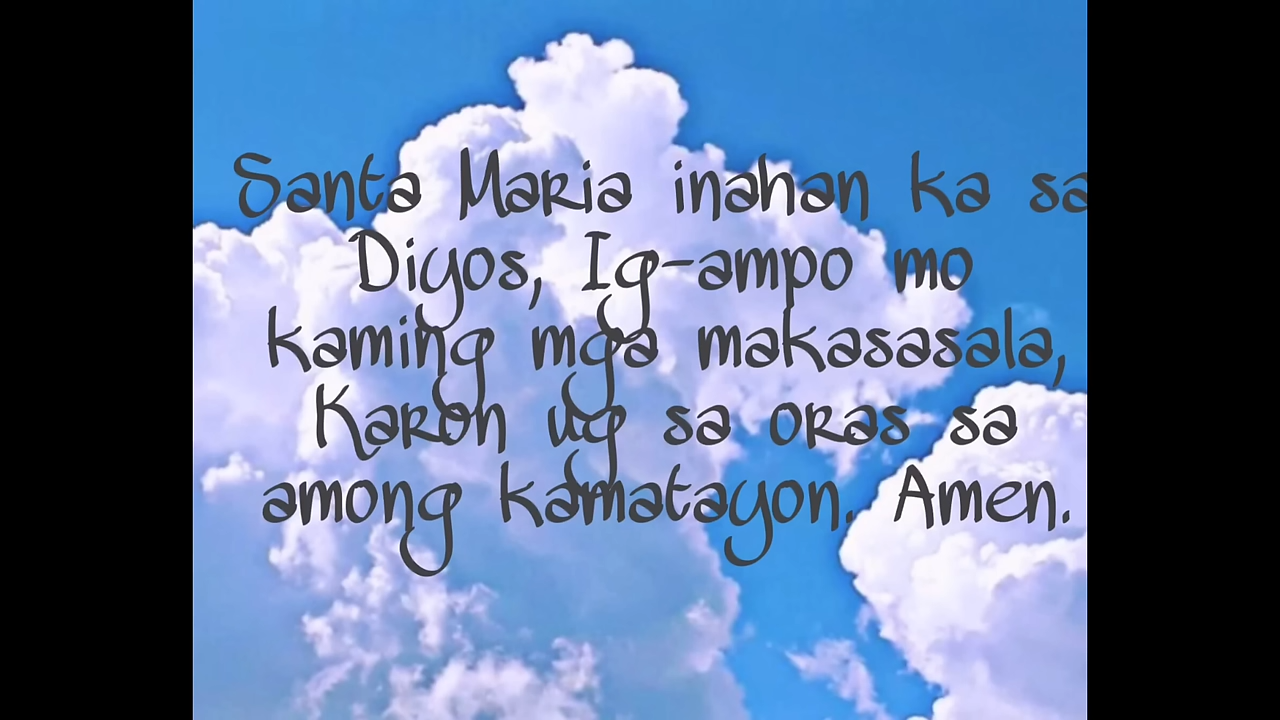 Santa Maria inahan ka sa
Diyos, Ig-ampo mo
kaming mga makasasala,
Karon ug sa oras sa
among kamatayon. Amen.